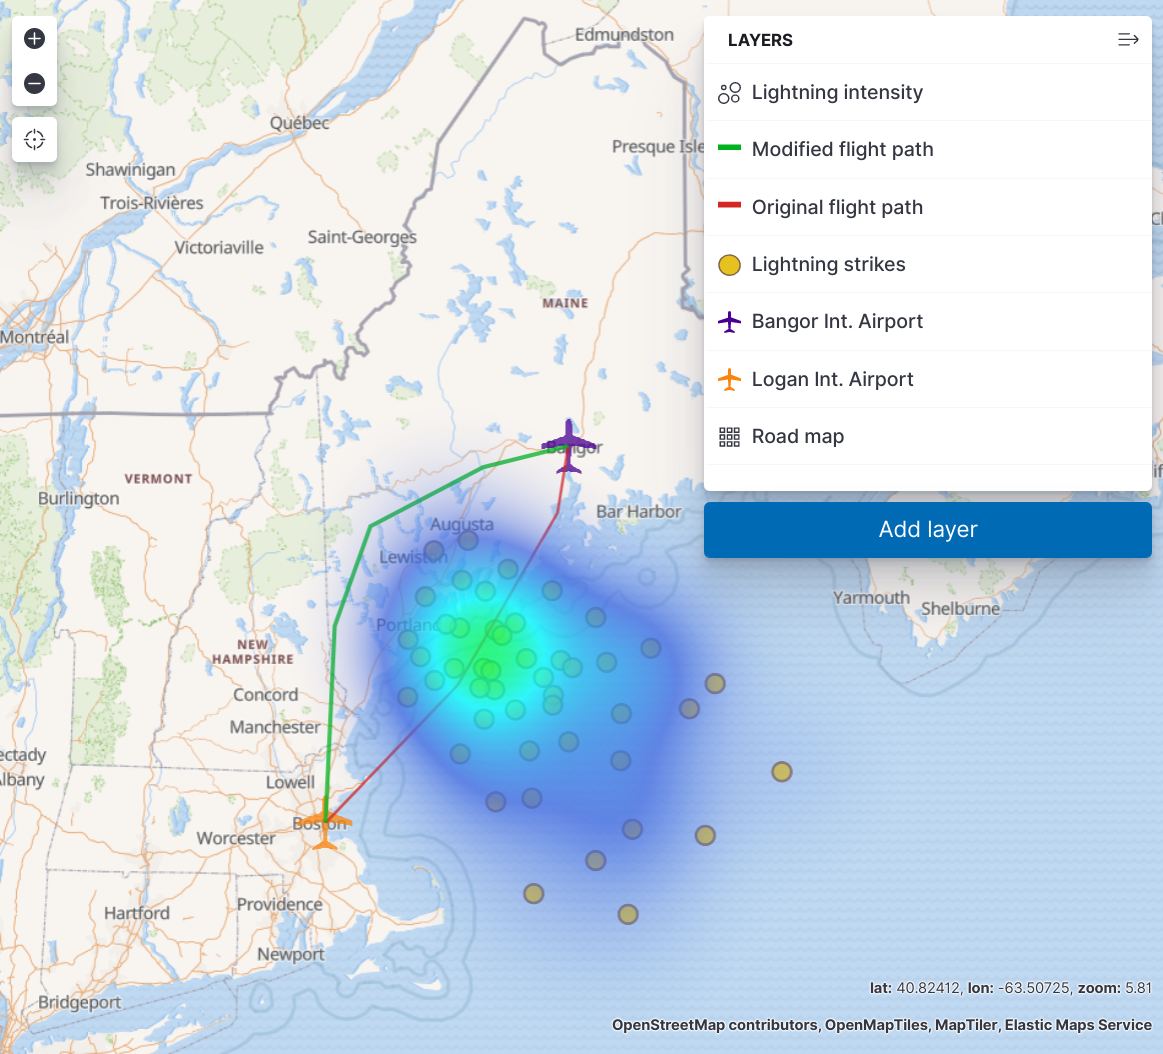 Edmundston
Québec
Presque Isle
Shawinigan
Trois-Rivières
Victoriaville
Saint-Georges
Montréal
MAINE
Bangor
VERMONT
Burlington
Augusta
Bar Harbor
Lewiston
Yarmouth
Shelburne
Portland
NEW
HAMPSHIRE
Concord
Manchester
Lowell
Boston
Worcester
Hartford
Providence
Newport
Bridgeport
LAYERS
Lightning intensity
Modified flight path
Original flight path
Lightning strikes
Bangor Int. Airport
Logan Int. Airport
Road map
Add layer
lat: 40.82412, lon: -63.50725, zoom: 5.81
OpenStreetMap contributors, OpenMapTiles, MapTiler, Elastic Maps Service